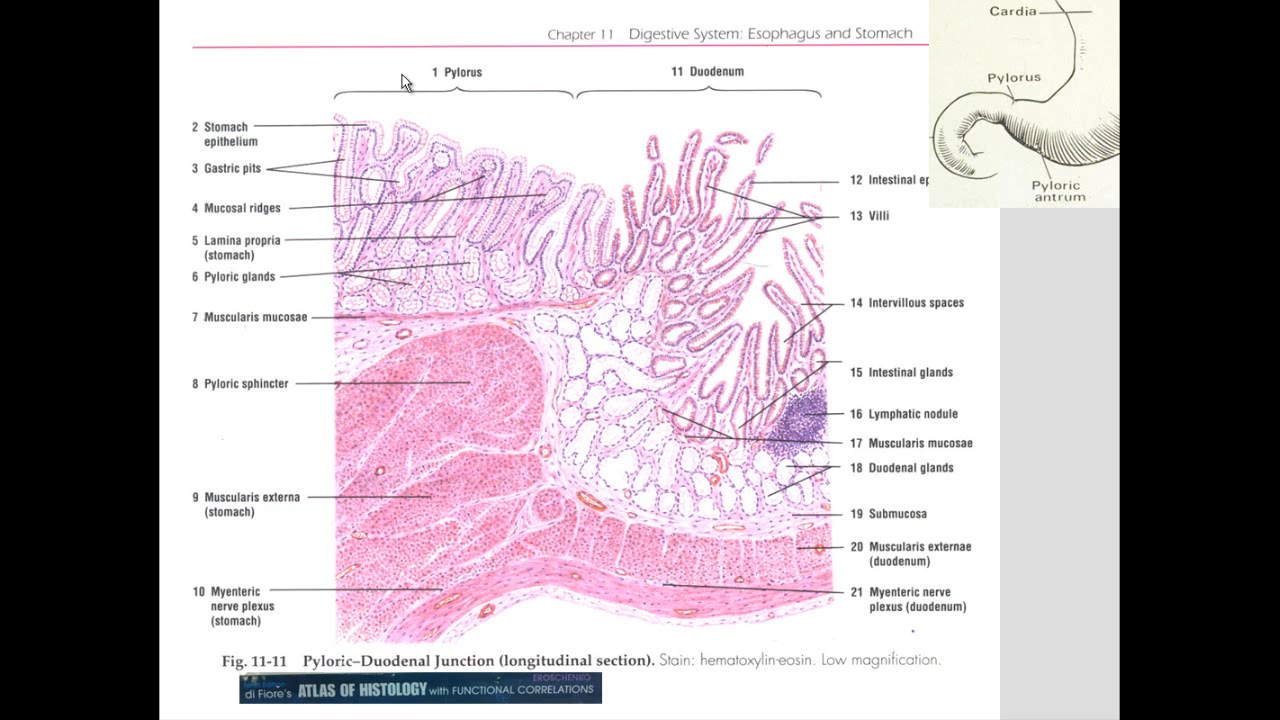 Chapter 11 Digestive System: Esophagus and Stomach
Cardia
Pylorus
Pyloric
antrum
1 Pylorus
11 Duodenum
2 Stomach
epithelium
3 Gastric pits
4 Mucosal ridges
5 Lamina propria
(stomach)
6 Pyloric glands
7 Muscularis mucosae
8 Pyloric sphincter
9 Muscularis externa
(stomach)
10 Myenteric
nerve plexus
(stomach)
12 Intestinal
13 Villi
14 Intervillous spaces
15 Intestinal glands
16 Lymphatic nodule
17 Muscularis mucosae
18 Duodenal glands
19 Submucosa
20 Muscularis externae
(duodenum)
21 Myenteric nerve
plexus (duodenum)
Fig. 11-11 Pyloric–Duodenal Junction (longitudinal section). Stain: hematoxylin-eosin. Low magnification.
EROSCHENKO
di Fiore's ATLAS OF HISTOLOGY with FUNCTIONAL CORRELATIONS